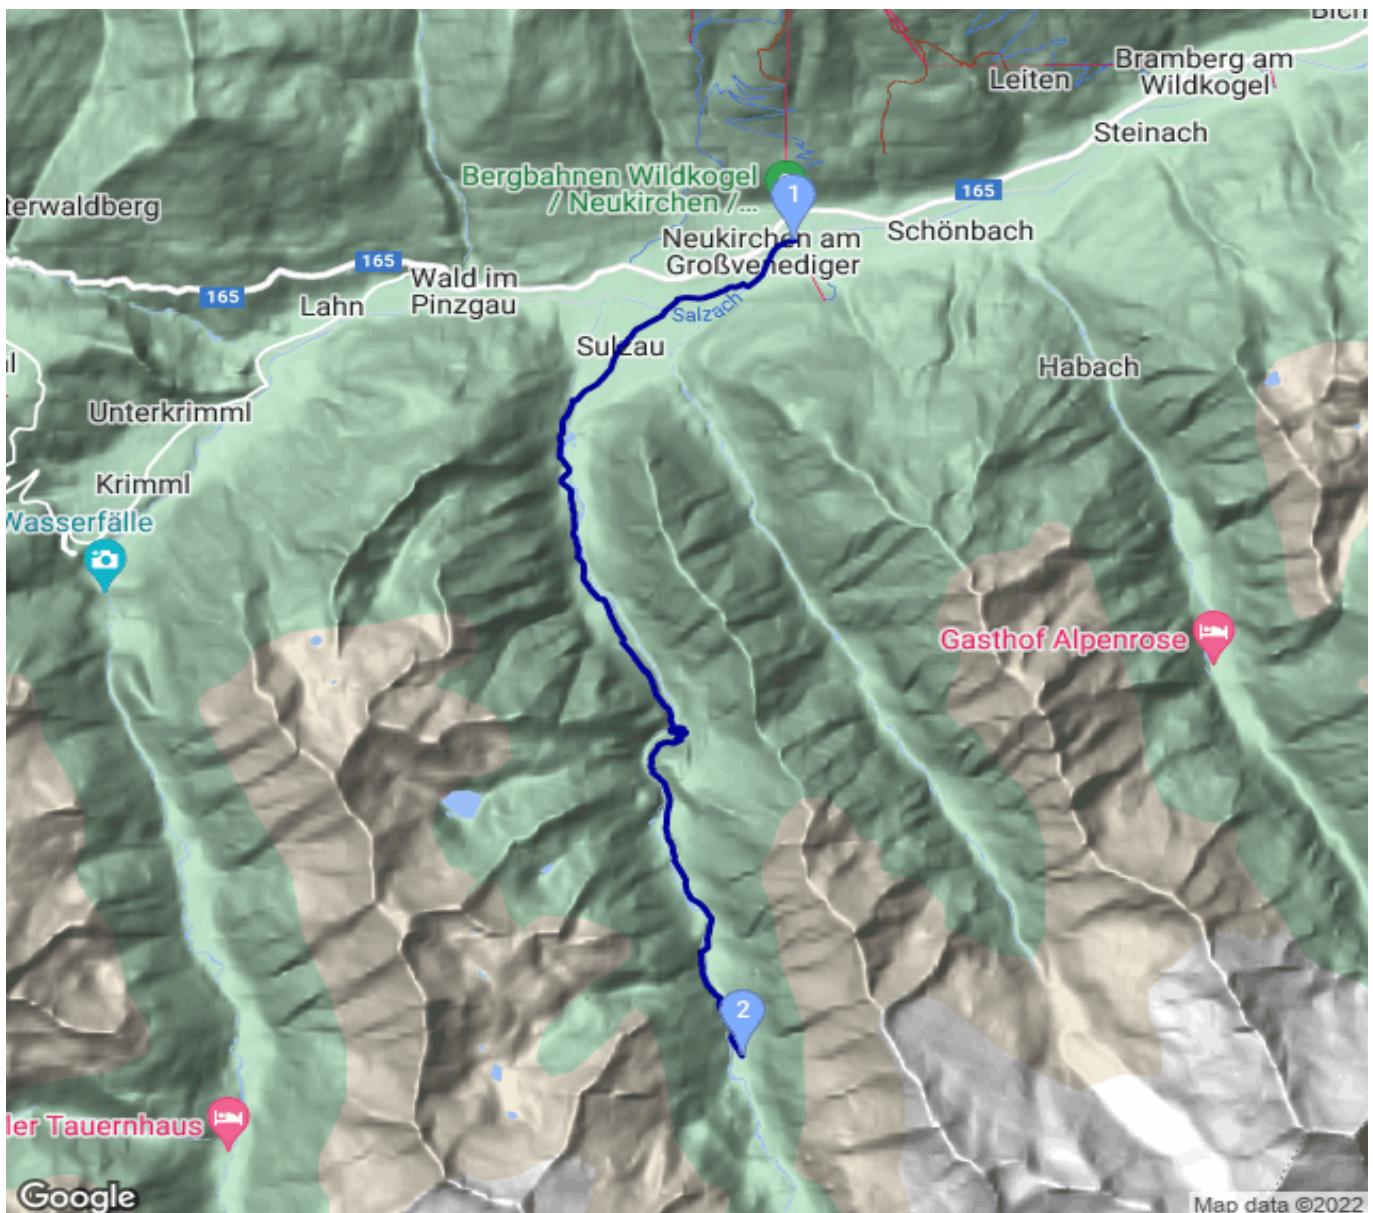 Bramberg am
Wildkogel
Leiten
Steinach
Bergbahnen Wildkogel
/ Neukirchen /...
1
165
terwaldberg
Neukirchen am
Großvenediger
Schönbach
165
165
Wald im
Pinzgau
Lahn
Salzach
Sulzau
Habach
Unterkrimml
Krimml
Wasserfälle
Gasthof Alpenrose
2
ler Tauernhaus
Google
Map data ©2022